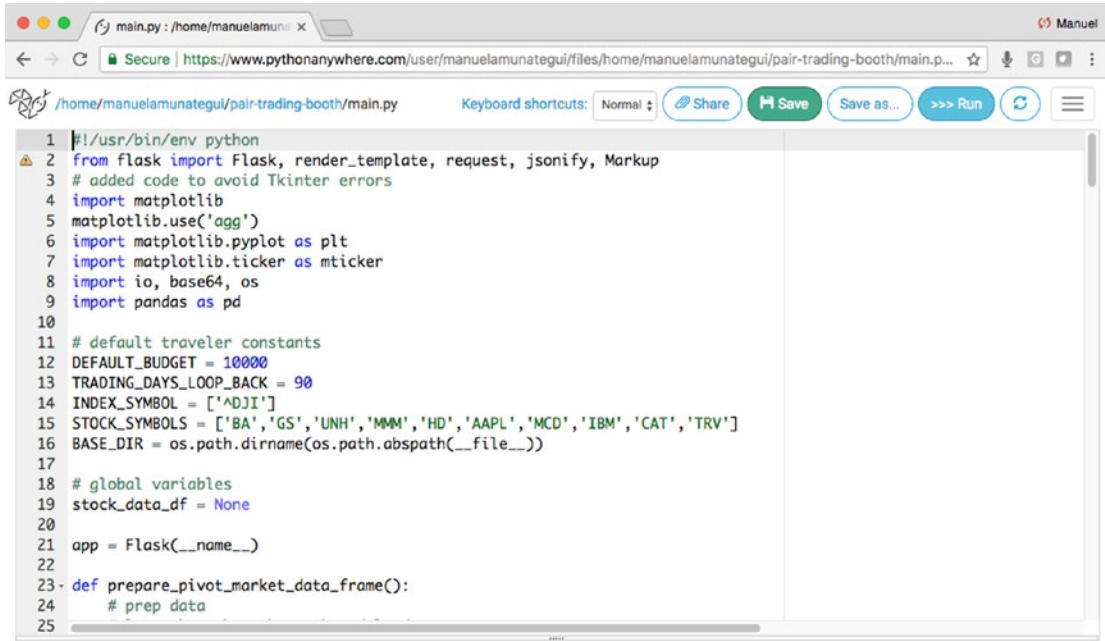 main.py : /home/manuelamuna
Manuel
Secure | https://www.pythonanywhere.com/user/manuelamunategui/files/home/manuelamunategui/pair-trading-booth/main.p...
/home/manuelamunategui/pair-trading-booth/main.py Keyboard shortcuts: Normal Share Save Save as... >>> Run
1 #!/usr/bin/env python
2 from flask import Flask, render_template, request, jsonify, Markup
3 # added code to avoid Tkinter errors
4 import matplotlib
5 matplotlib.use('agg')
6 import matplotlib.pyplot as plt
7 import matplotlib.ticker as mticker
8 import io, base64, os
9 import pandas as pd
10
11 # default traveler constants
12 DEFAULT_BUDGET = 10000
13 TRADING_DAYS_LOOP_BACK = 90
14 INDEX_SYMBOL = ['^DJI']
15 STOCK_SYMBOLS = ['BA','GS','UNH','MMM','HD','AAPL','MCD','IBM','CAT','TRV']
16 BASE_DIR = os.path.dirname(os.path.abspath(__file__))
17
18 # global variables
19 stock_data_df = None
20
21 app = Flask(__name__)
22
23 def prepare_pivot_market_data_frame():
24     # prep data
25